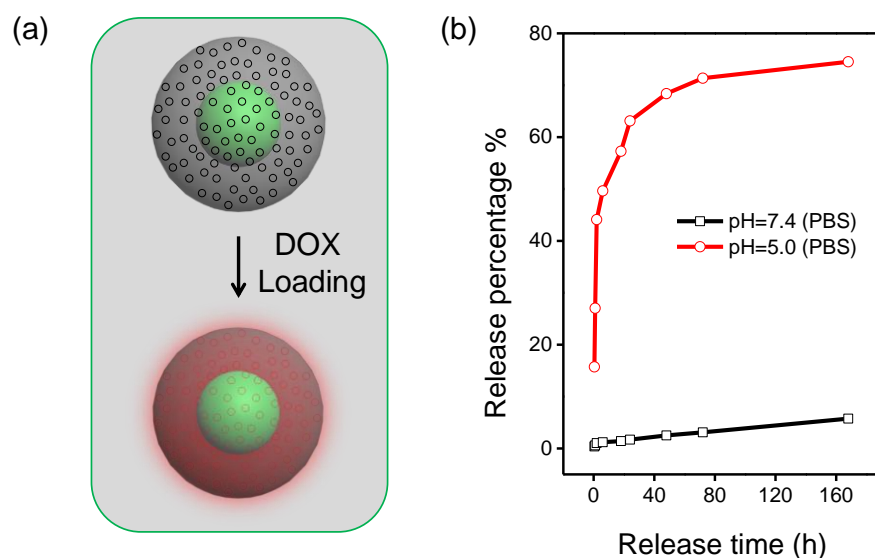 (a)
DOX
Loading
(b)
Release percentage %
80
60
40
20
0
pH=7.4 (PBS)
pH=5.0 (PBS)
0 40 80 120 160
Release time (h)